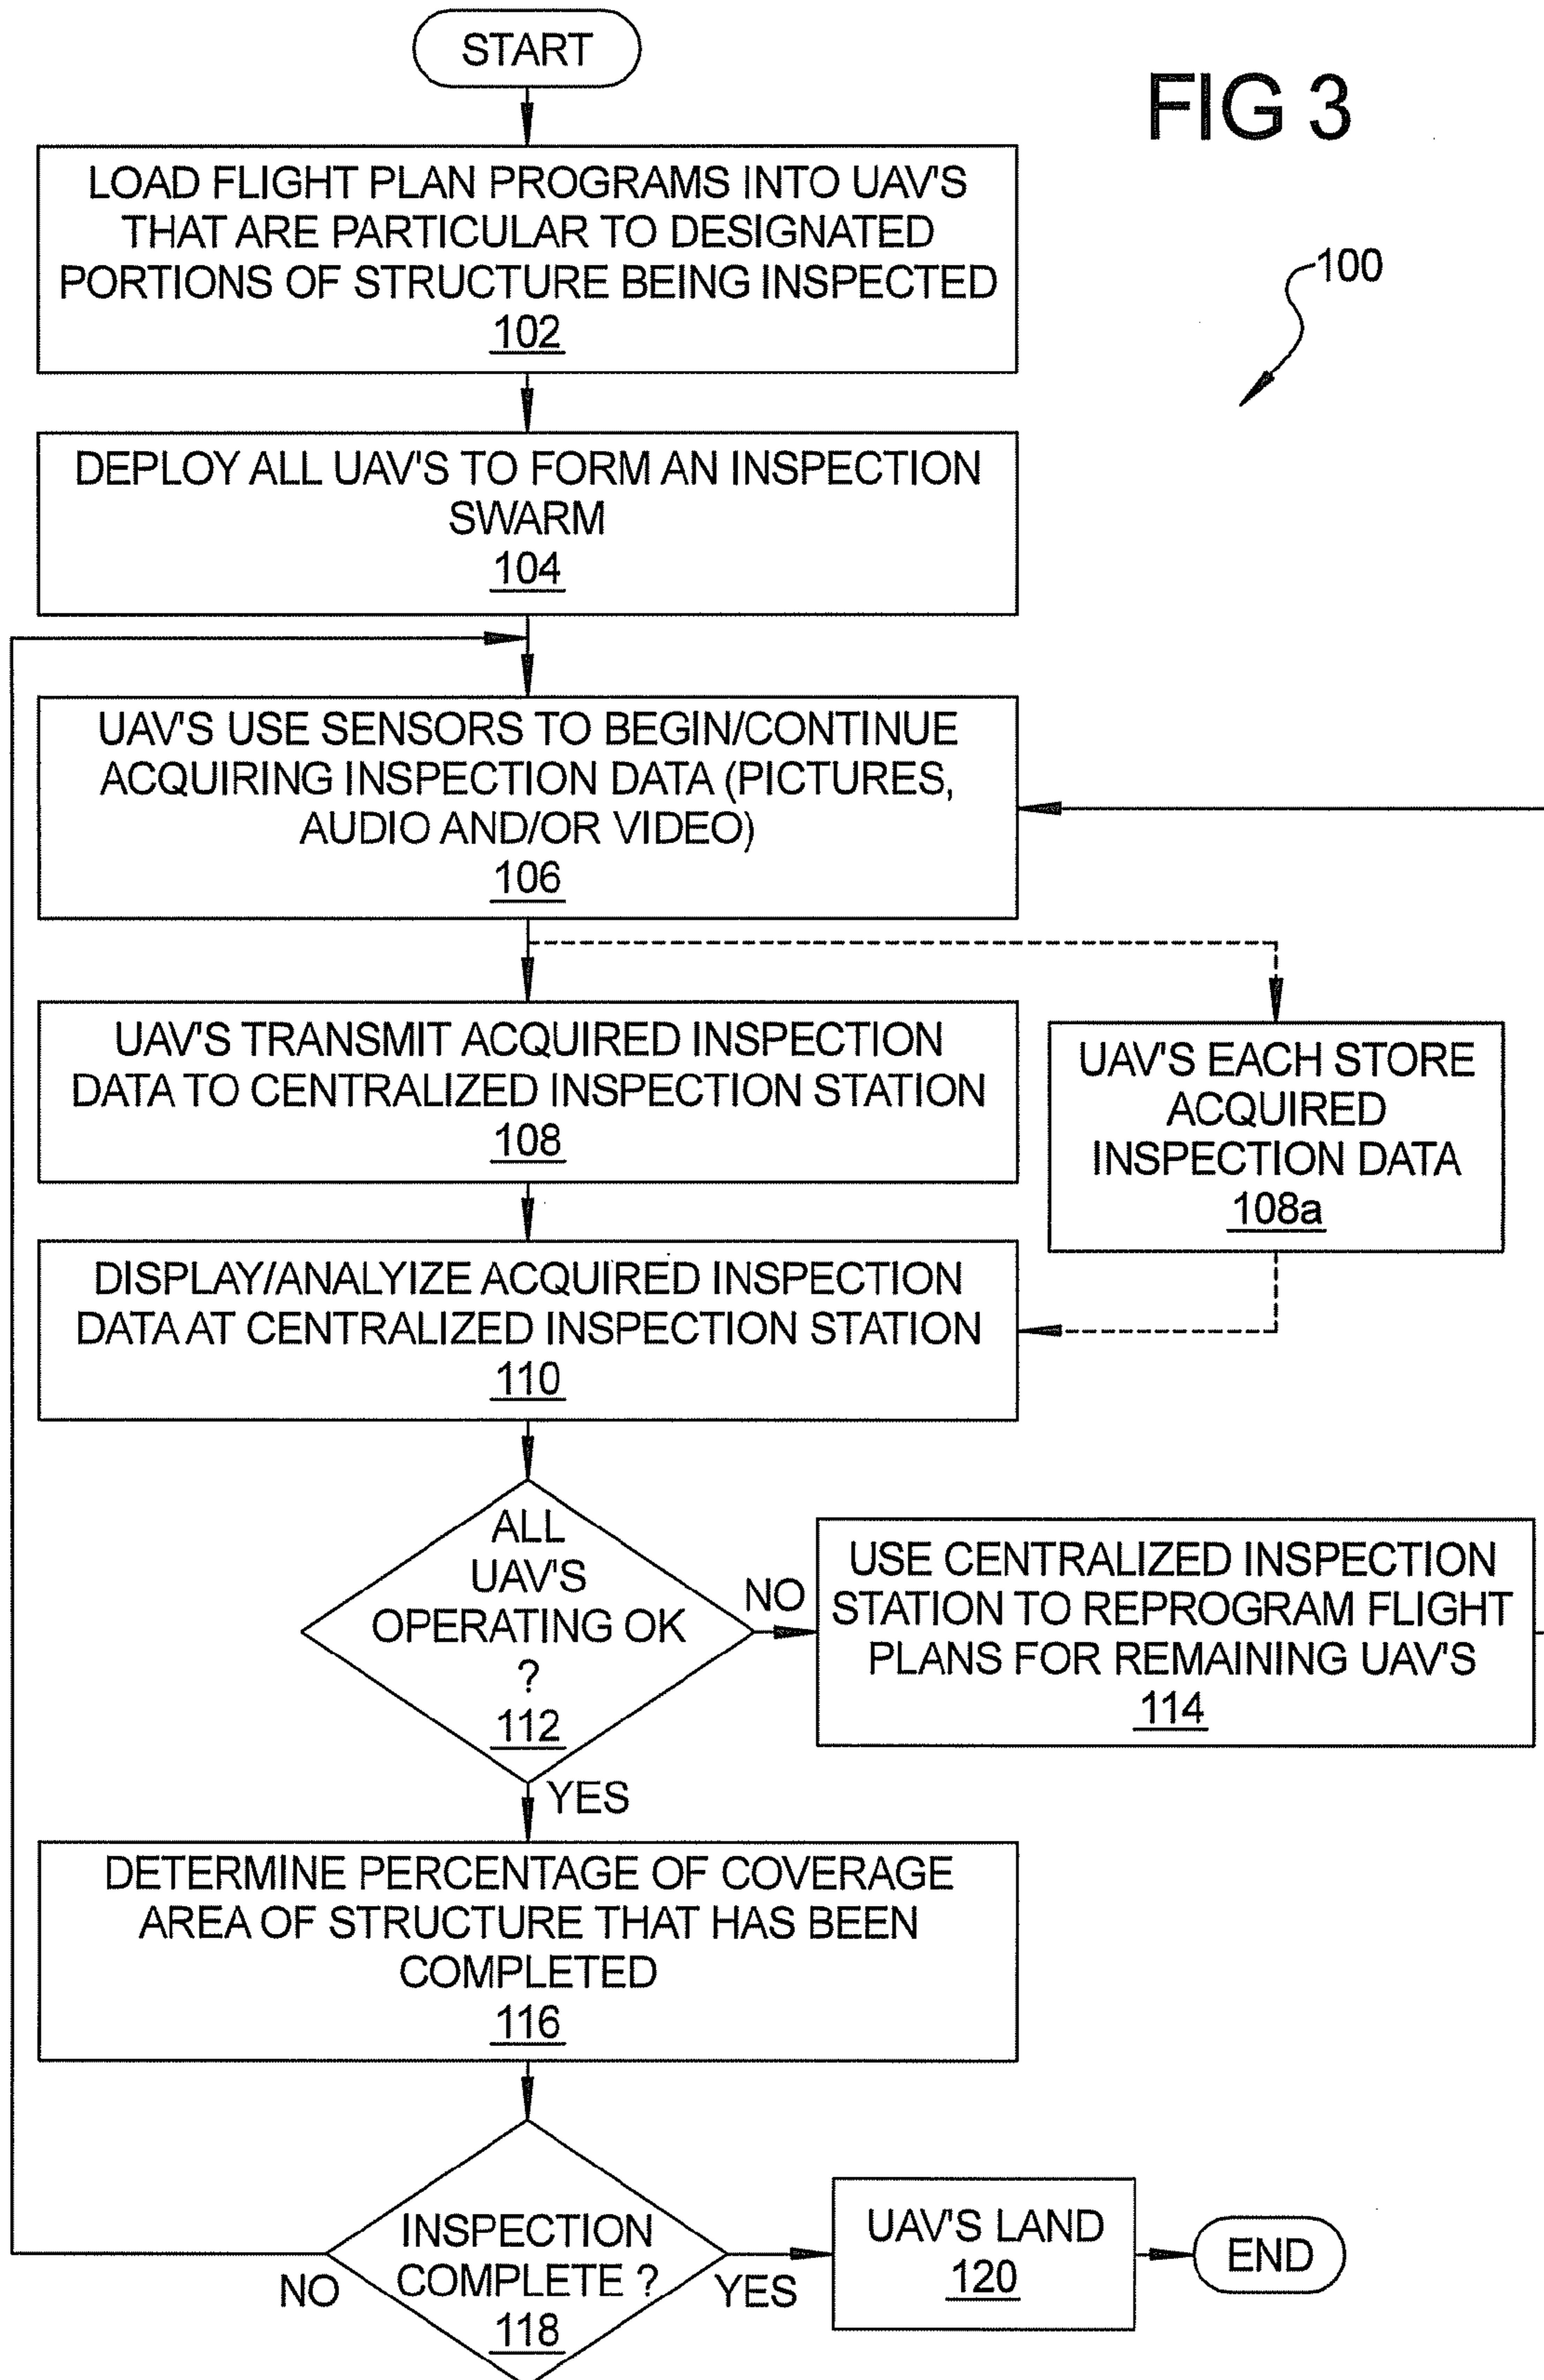 START
FIG 3
LOAD FLIGHT PLAN PROGRAMS INTO UAV'S
THAT ARE PARTICULAR TO DESIGNATED
PORTIONS OF STRUCTURE BEING INSPECTED
102
100
DEPLOY ALL UAV'S TO FORM AN INSPECTION
SWARM
104
UAV'S USE SENSORS TO BEGIN/CONTINUE
ACQUIRING INSPECTION DATA (PICTURES,
AUDIO AND/OR VIDEO)
106
UAV'S TRANSMIT ACQUIRED INSPECTION
DATA TO CENTRALIZED INSPECTION STATION
108
UAV'S EACH STORE
ACQUIRED
INSPECTION DATA
108a
DISPLAY/ANALYIZE ACQUIRED INSPECTION
DATA AT CENTRALIZED INSPECTION STATION
110
ALL
UAV'S
OPERATING OK
?
112
NO
USE CENTRALIZED INSPECTION
STATION TO REPROGRAM FLIGHT
PLANS FOR REMAINING UAV'S
114
YES
DETERMINE PERCENTAGE OF COVERAGE
AREA OF STRUCTURE THAT HAS BEEN
COMPLETED
116
INSPECTION
COMPLETE ?
118
NO
YES
UAV'S LAND
120
END